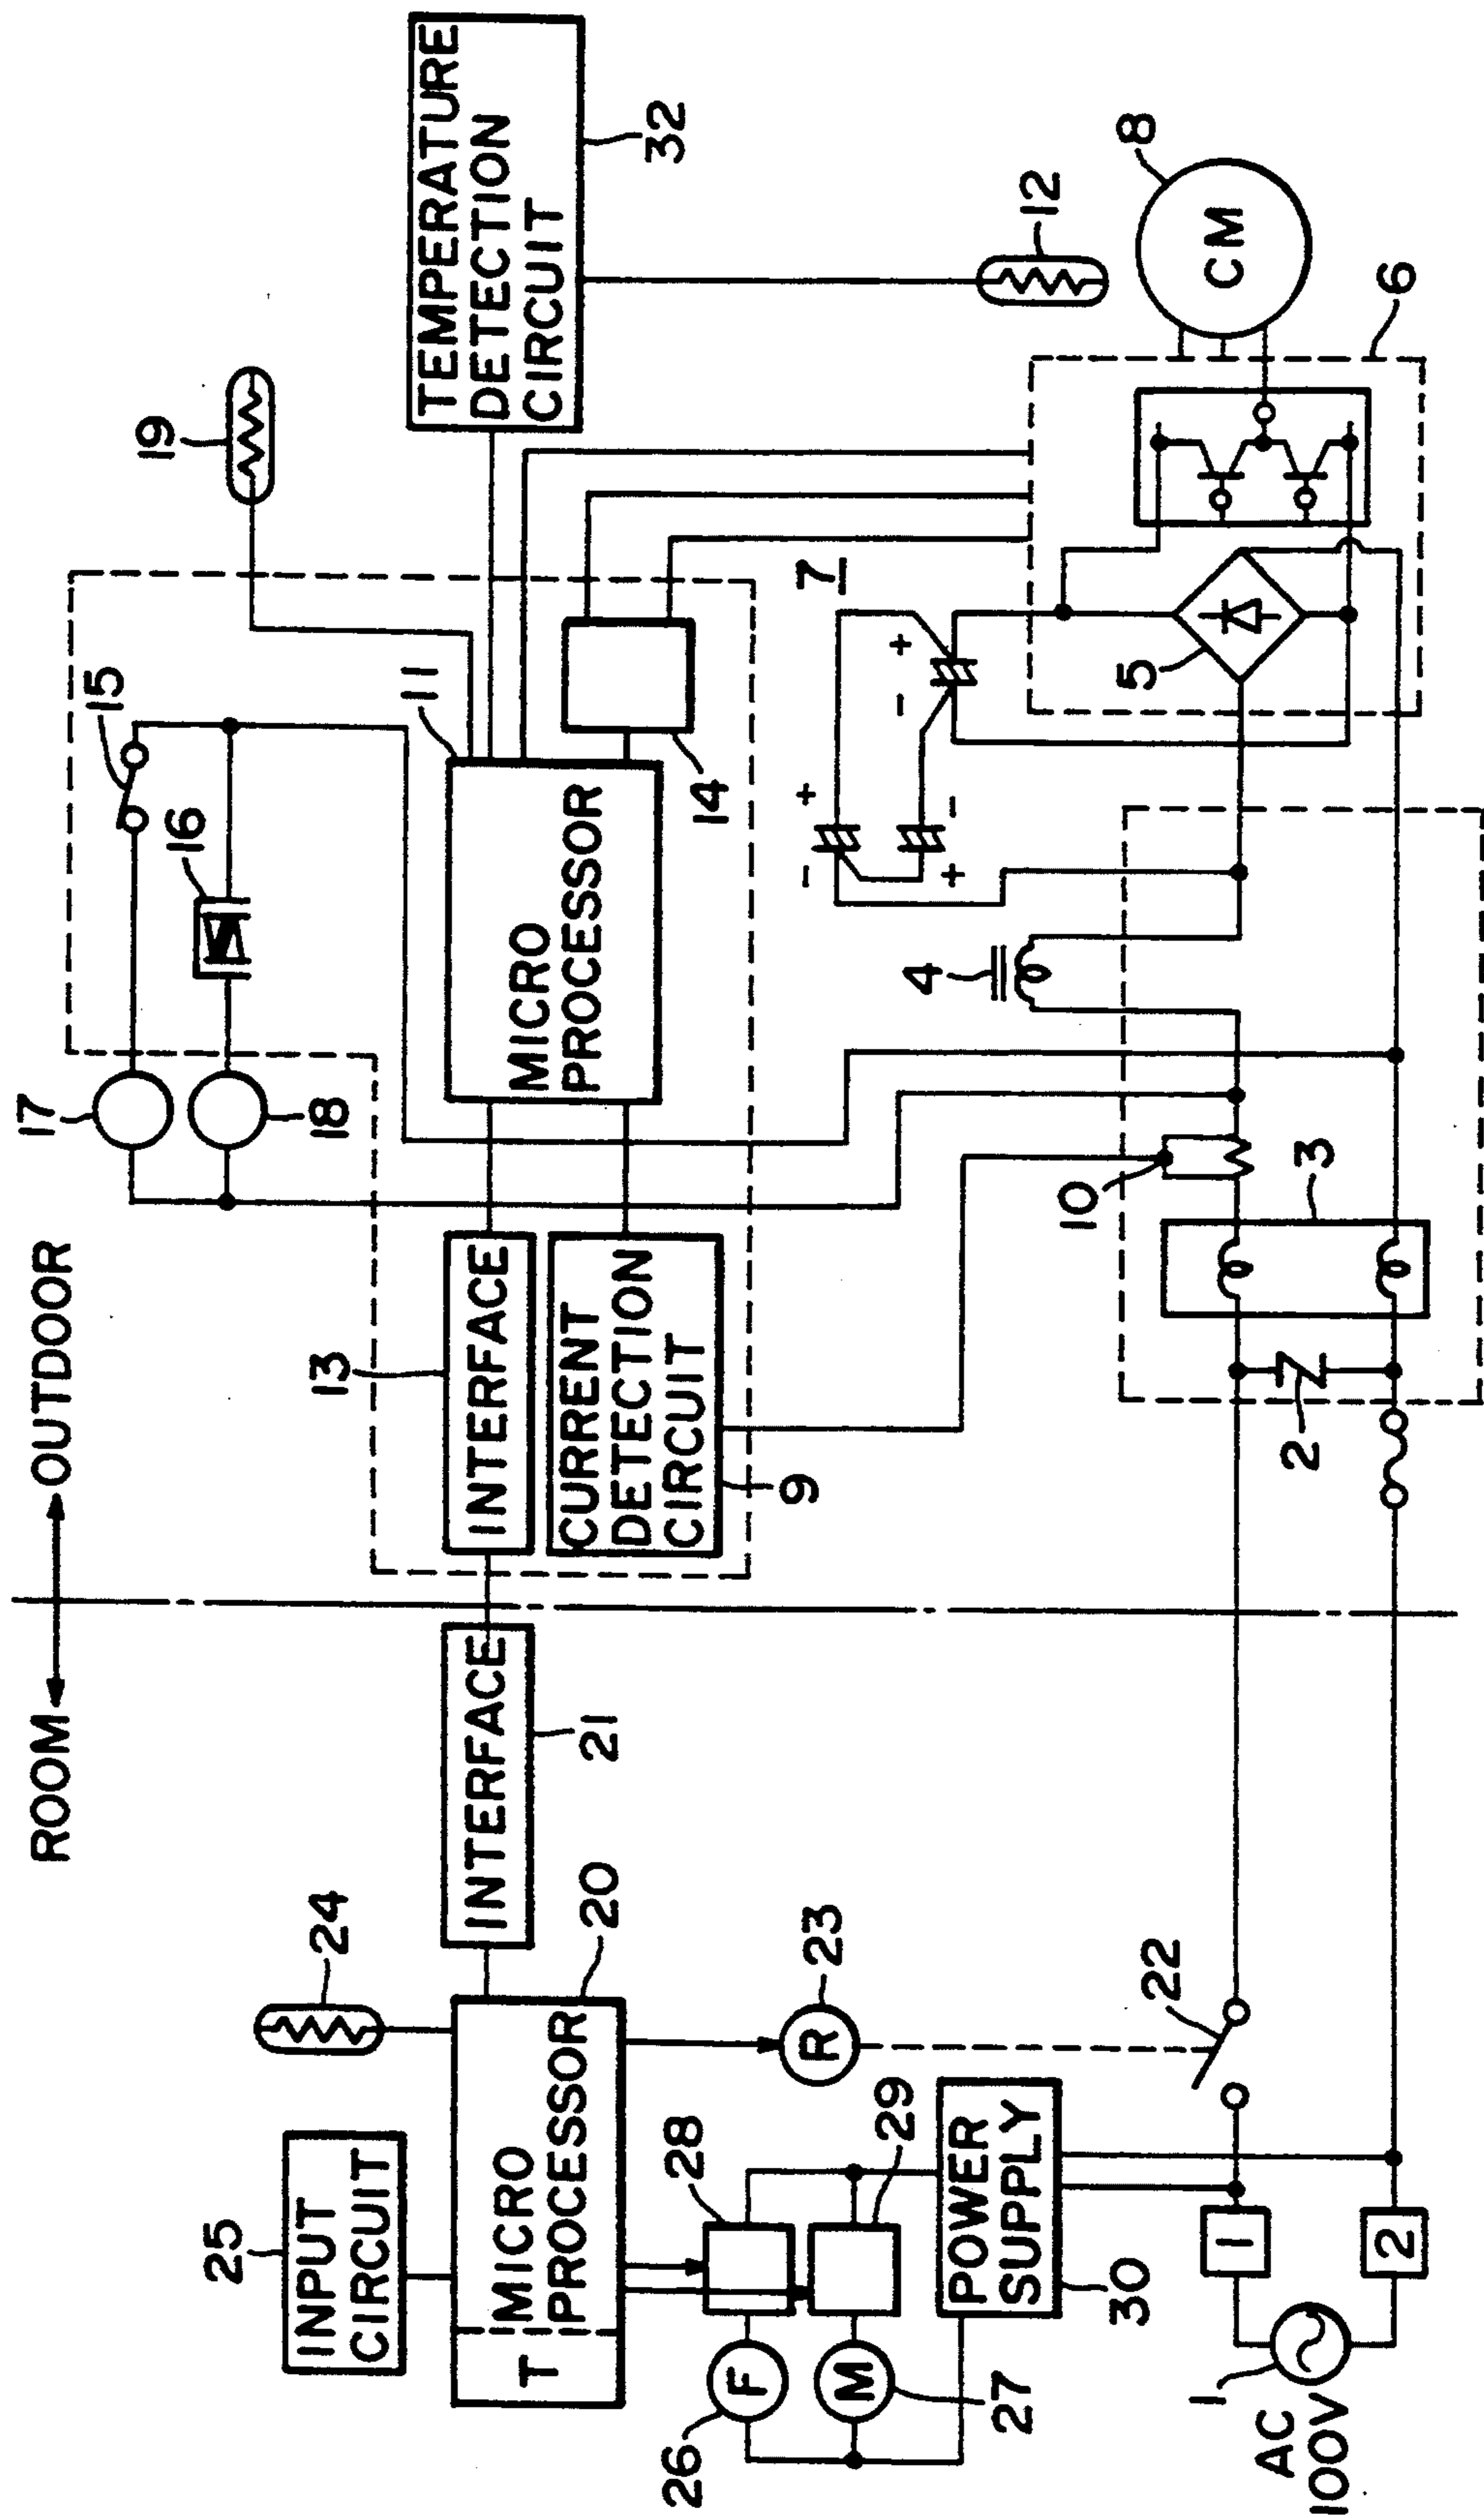 ROOM
OUTDOOR
25
INPUT
CIRCUIT
24
T
MICRO
PROCESSOR
20
INTERFACE
21
13
INTERFACE
CURRENT
DETECTION
CIRCUIT
9
17
18
16
15
11
MICRO
PROCESSOR
14
19
TEMPERATURE
DETECTION
CIRCUIT
32
26
F
28
M
27
29
23
R
POWER
SUPPLY
30
22
10
4
7
-
+
+
-
-
+
12
8
CM
6
5
3
2
1
AC
100V
1
2